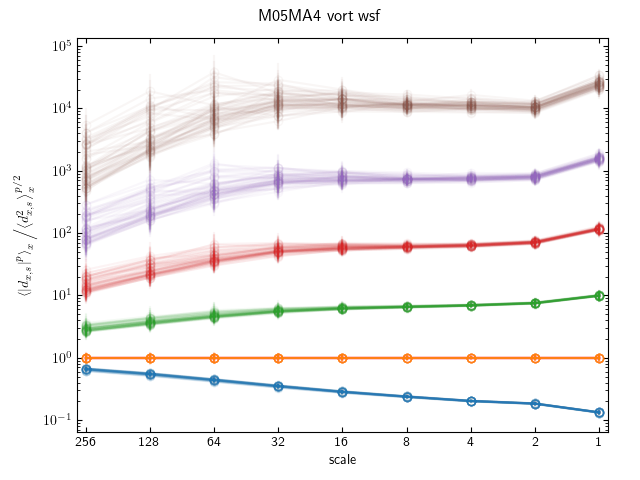 M05MA4 vort wsf
⟨|d_{x,s}|^p⟩_x / ⟨d_{x,s}^2⟩_x^{p/2}
10^5
10^4
10^3
10^2
10^1
10^0
10^{-1}
256 128 64 32 16 8 4 2 1
scale